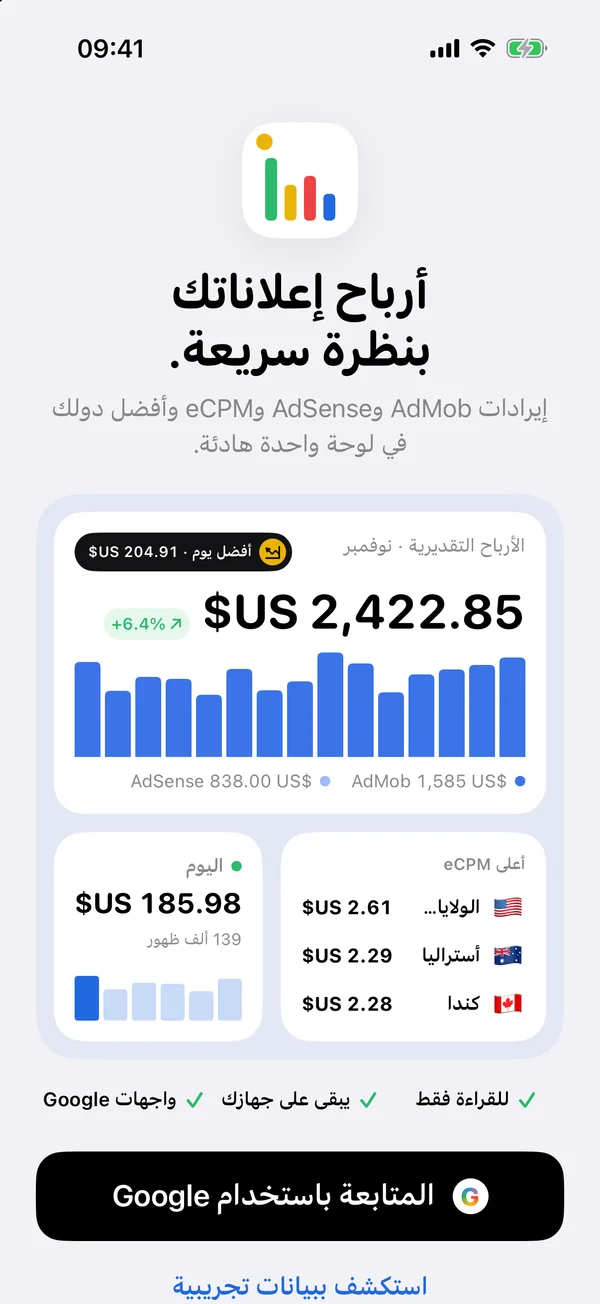 09:41
أرباح إعلاناتك
بنظرة سريعة.
إيرادات AdMob وAdSense وeCPM وأفضل دولك
في لوحة واحدة هادئة.
الأرباح التقديرية · نوفمبر
أفضل يوم · 204.91 US$
2,422.85 US$
+6.4%
AdMob 1,585 US$
AdSense 838.00 US$
أعلى eCPM
الولايا...
2.61 US$
أستراليا
2.29 US$
كندا
2.28 US$
اليوم
185.98 US$
139 ألف ظهور
للقراءة فقط
يبقى على جهازك
واجهات Google
المتابعة باستخدام Google
استكشف ببيانات تجريبية